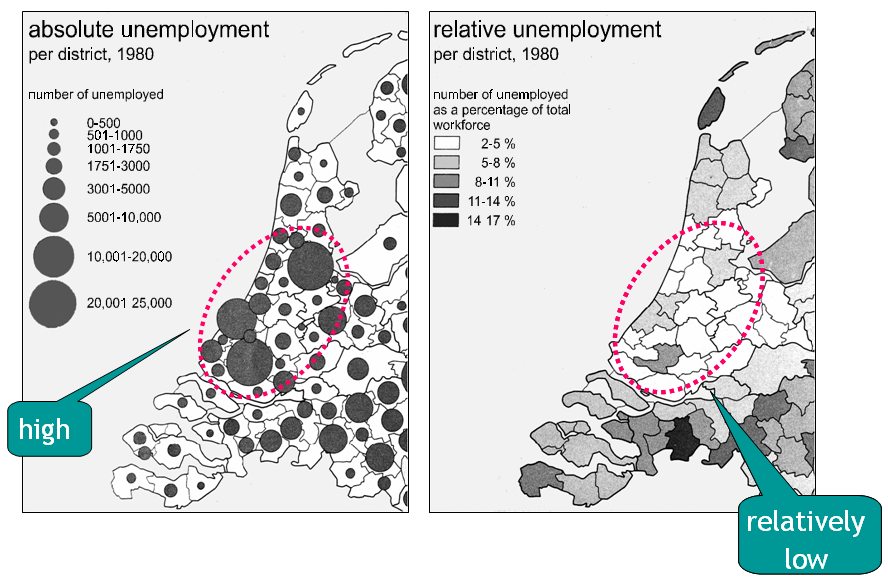 absolute unemployment
per district, 1980
number of unemployed
0-500
501-1000
1001-1750
1751-3000
3001-5000
5001-10,000
10,001-20,000
20,001 25,000
high
relative unemployment
per district, 1980
number of unemployed
as a percentage of total
workforce
2-5 %
5-8 %
8-11 %
11-14 %
14 17 %
relatively
low